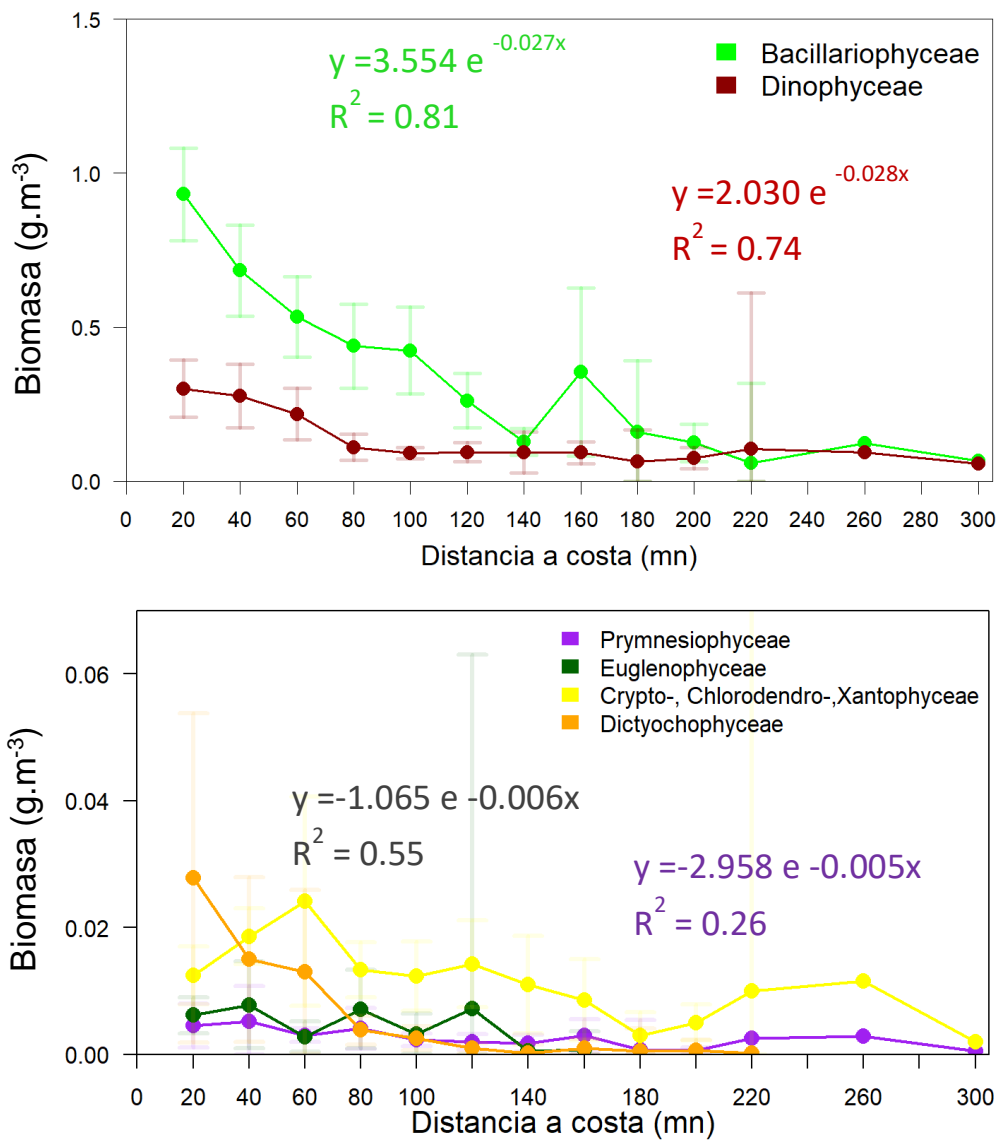 1.5
1.0
0.5
0.0
Biomasa (g.m⁻³)
y =3.554 e ^-0.027x
R² = 0.81
Bacillariophyceae
Dinophyceae
y =2.030 e ^-0.028x
R² = 0.74
0 20 40 60 80 100 120 140 160 180 200 220 260 300
Distancia a costa (mn)
0.06
0.04
0.02
0.00
Biomasa (g.m⁻³)
Prymnesiophyceae
Euglenophyceae
Crypto-, Chlorodendro-,Xantophyceae
Dictyochophyceae
y =-1.065 e -0.006x
R² = 0.55
y =-2.958 e -0.005x
R² = 0.26
0 20 40 60 80 100 120 140 160 180 200 220 260 300
Distancia a costa (mn)